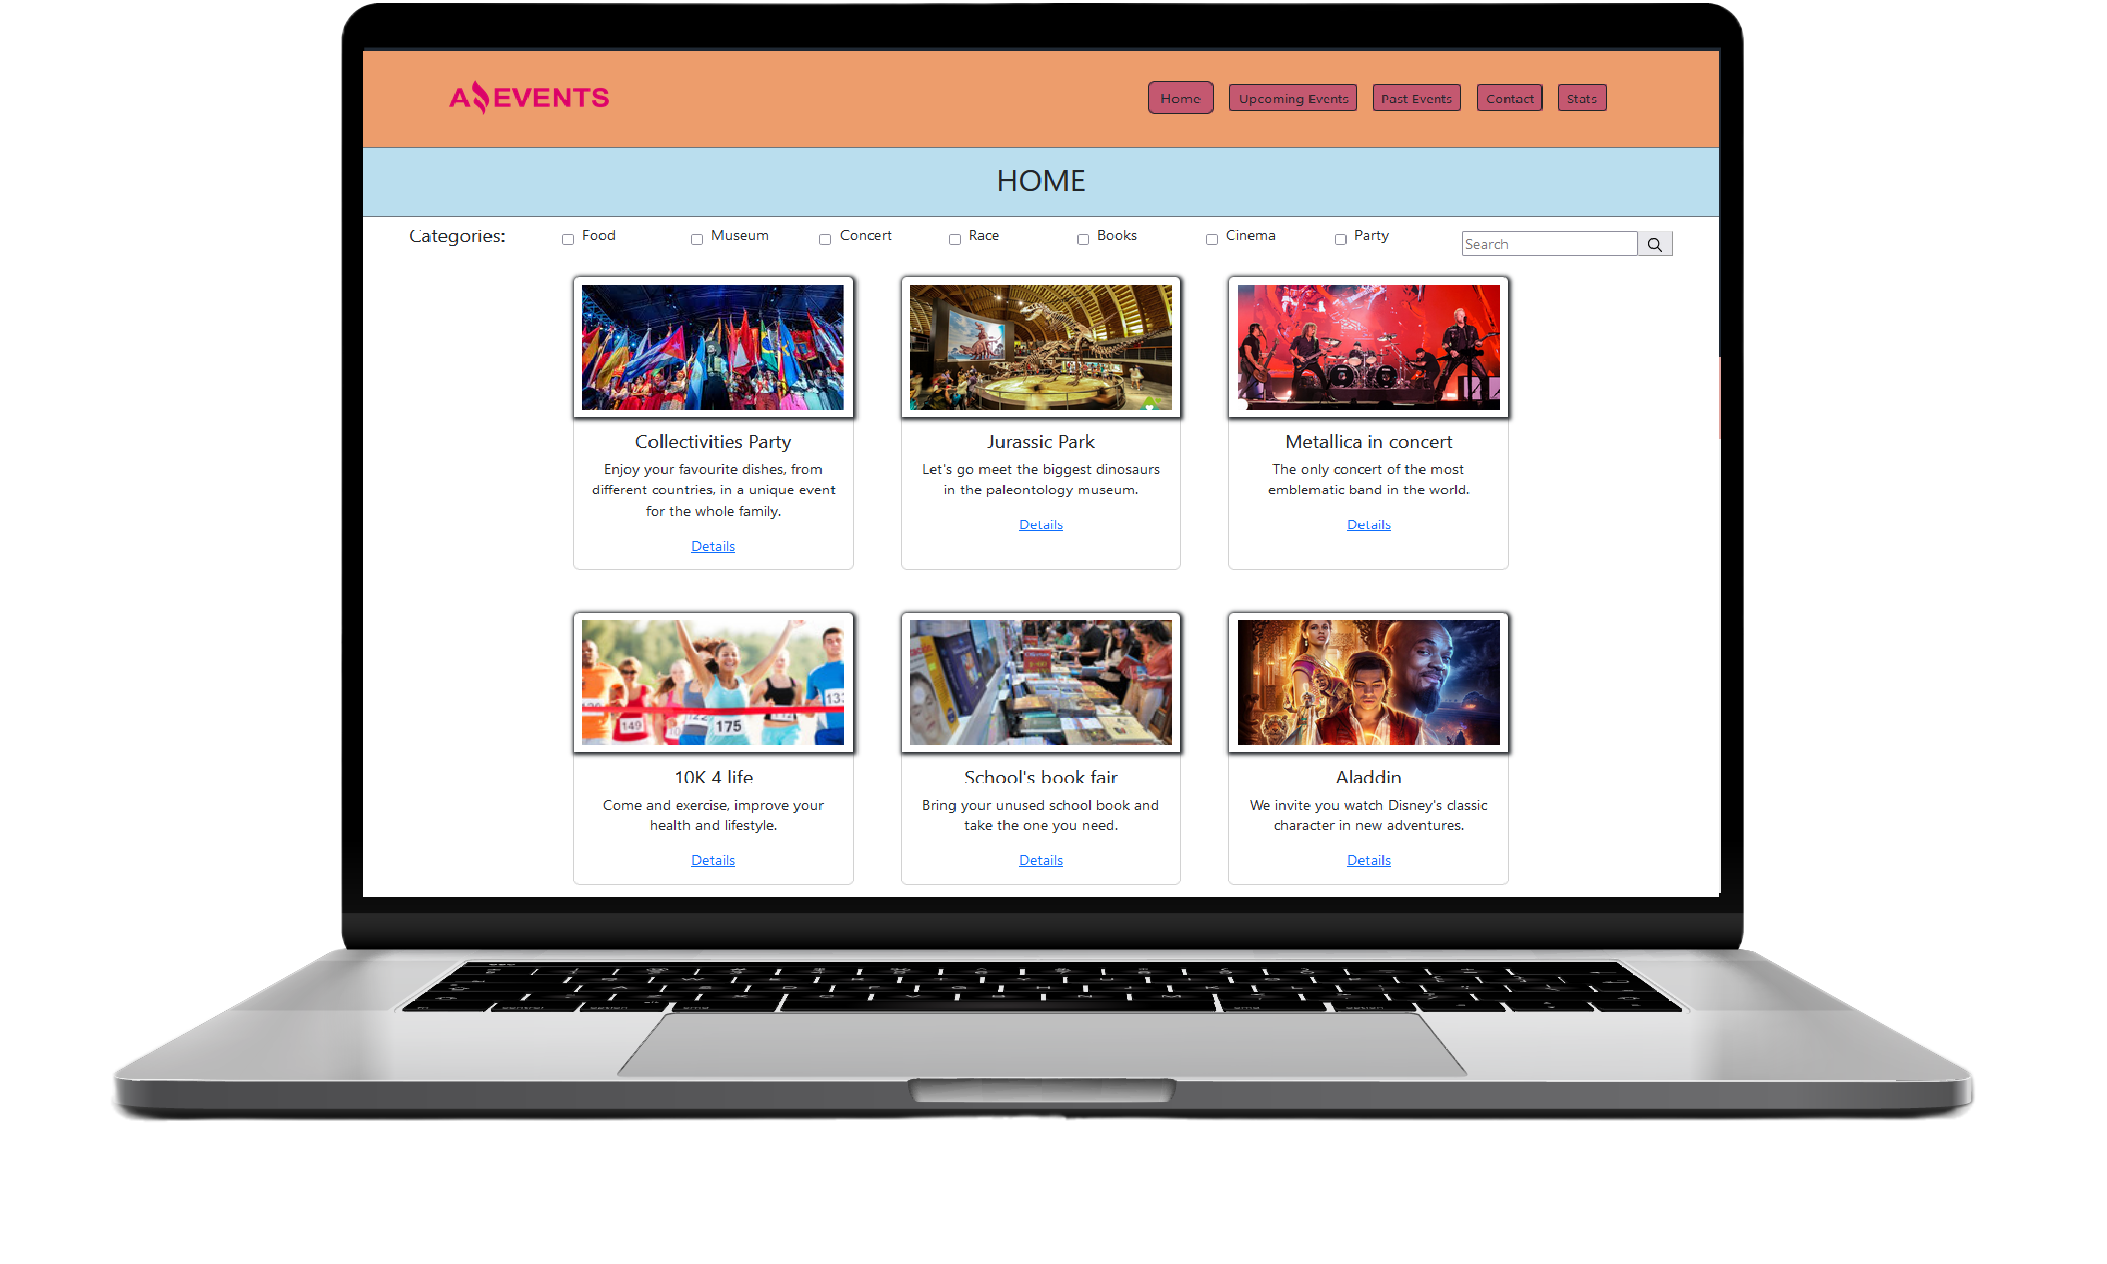 A EVENTS
Home Upcoming Events Past Events Contact Stats
HOME
Categories: Food Museum Concert Race Books Cinema Party Search
Collectivities Party
Enjoy your favourite dishes, from
different countries, in a unique event
for the whole family.
Details
Jurassic Park
Let's go meet the biggest dinosaurs
in the paleontology museum.
Details
Metallica in concert
The only concert of the most
emblematic band in the world.
Details
149
175
133
10K 4 life
Come and exercise, improve your
health and lifestyle.
Details
School's book fair
Bring your unused school book and
take the one you need.
Details
Aladdin
We invite you watch Disney's classic
character in new adventures.
Details